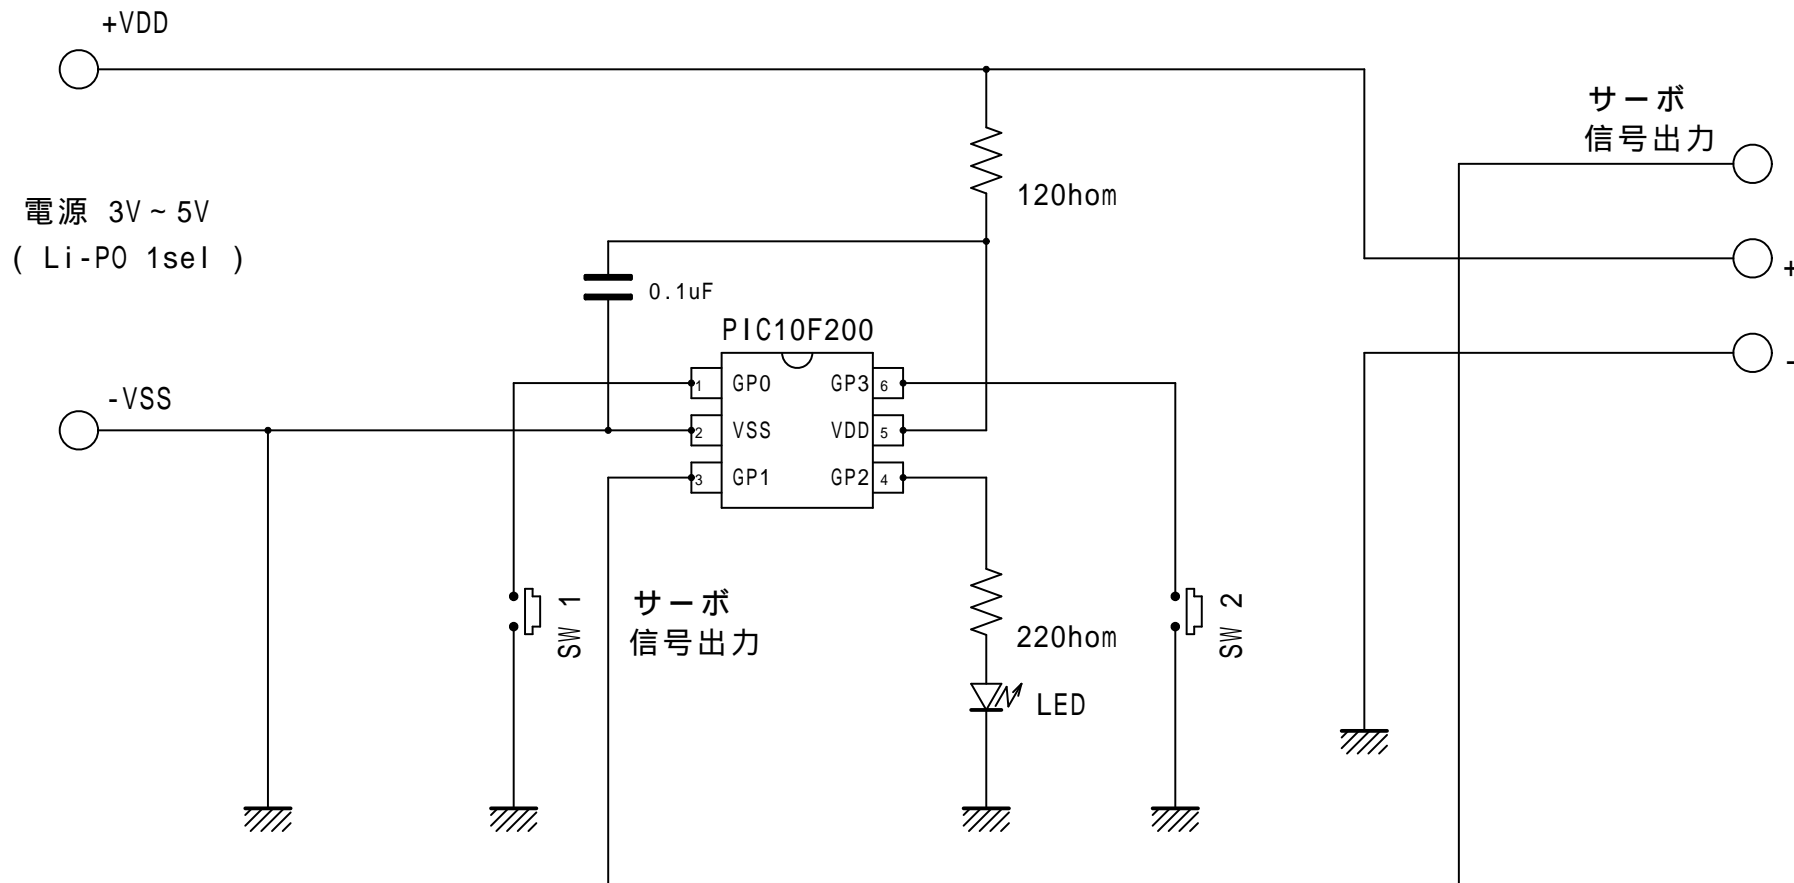 +VDD
サーボ
信号出力
120hom
電源 3V~5V
( Li-PO 1sel )
+
0.1uF
PIC10F200
-
1 GP0 GP3 6
-VSS
2 VSS VDD 5
3 GP1 GP2 4
SW 1
サーボ
信号出力
220hom
SW 2
LED